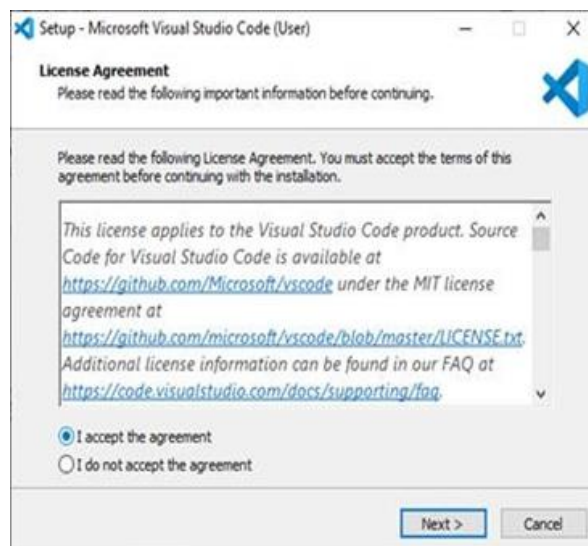 Setup - Microsoft Visual Studio Code (User)
License Agreement
Please read the following important information before continuing.
Please read the following License Agreement. You must accept the terms of this
agreement before continuing with the installation.
This license applies to the Visual Studio Code product. Source
Code for Visual Studio Code is available at
https://github.com/Microsoft/vscode under the MIT license
agreement at
https://github.com/microsoft/vscode/blob/master/LICENSE.txt.
Additional license information can be found in our FAQ at
https://code.visualstudio.com/docs/supporting/faq.
I accept the agreement
I do not accept the agreement
Next >
Cancel